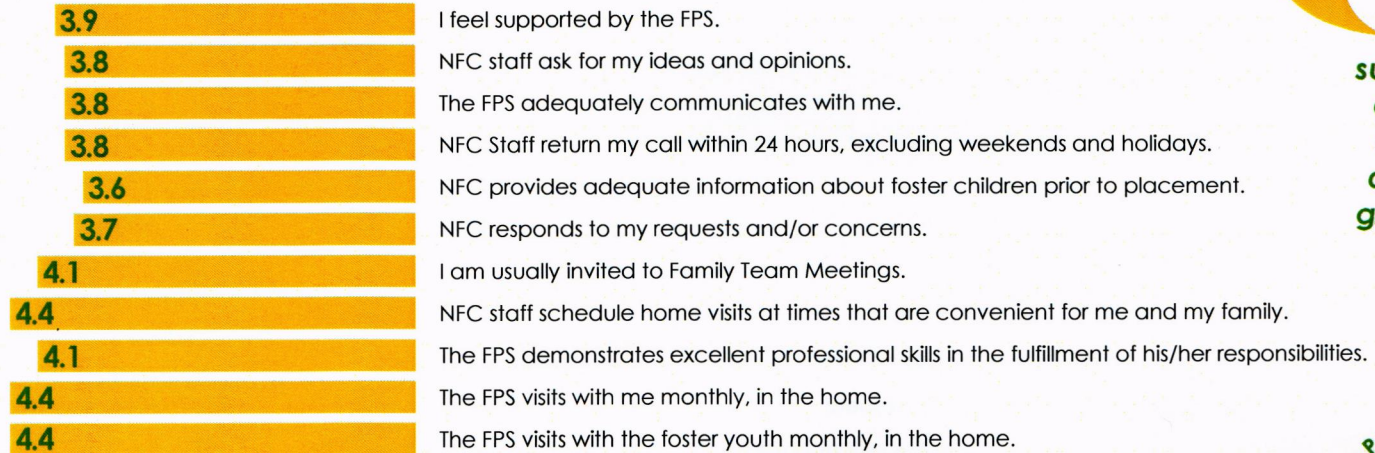 3.9 I feel supported by the FPS.
3.8 NFC staff ask for my ideas and opinions.
3.8 The FPS adequately communicates with me.
3.8 NFC Staff return my call within 24 hours, excluding weekends and holidays.
3.6 NFC provides adequate information about foster children prior to placement.
3.7 NFC responds to my requests and/or concerns.
4.1 I am usually invited to Family Team Meetings.
4.4 NFC staff schedule home visits at times that are convenient for me and my family.
4.1 The FPS demonstrates excellent professional skills in the fulfillment of his/her responsibilities.
4.4 The FPS visits with me monthly, in the home.
4.4 The FPS visits with the foster youth monthly, in the home.